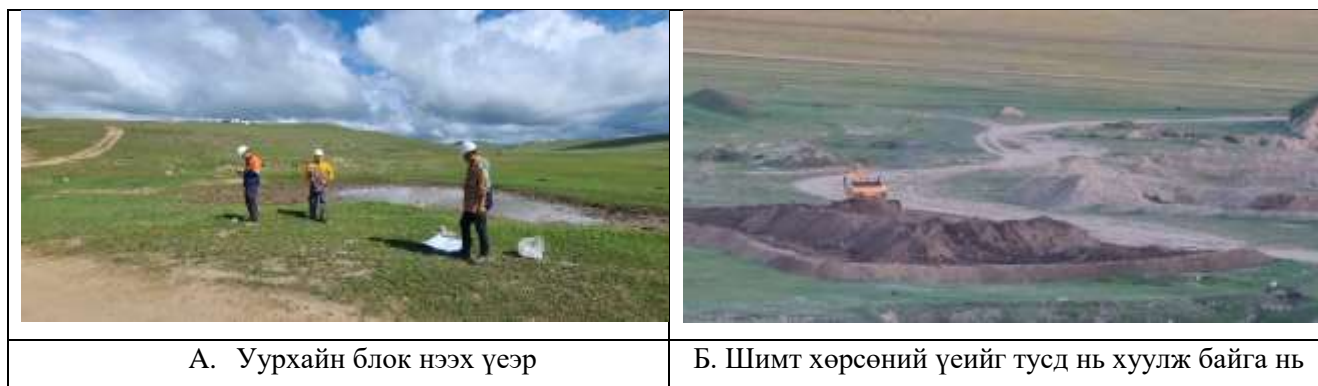 А. Уурхайн блок нээх үеэр
Б. Шимт хөрсөний үеийг тусд нь хуулж байга нь